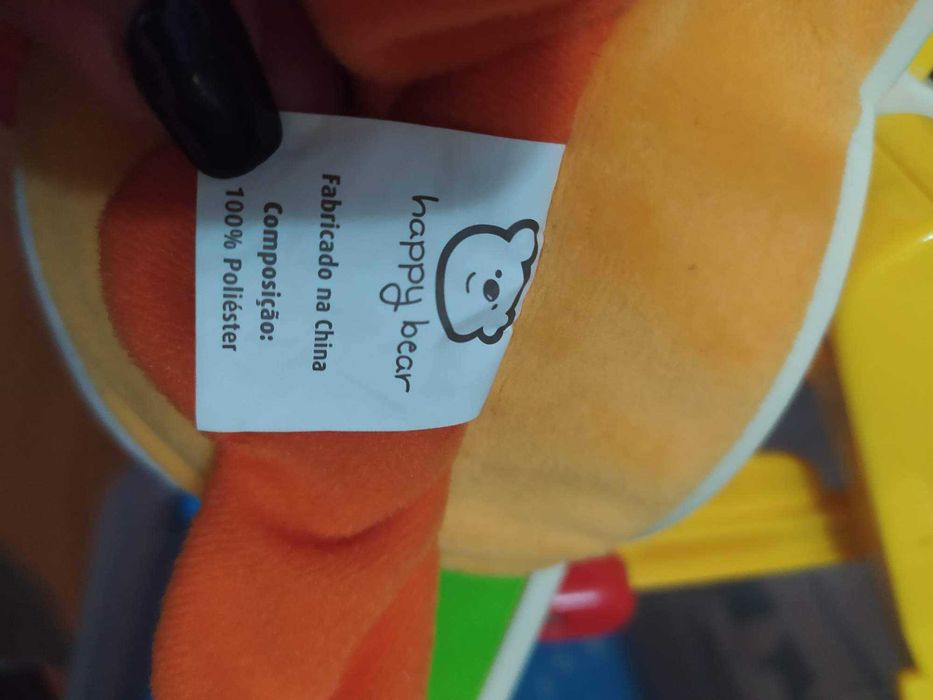 happy bear
Fabricado na China
Composição:
100% Poliéster